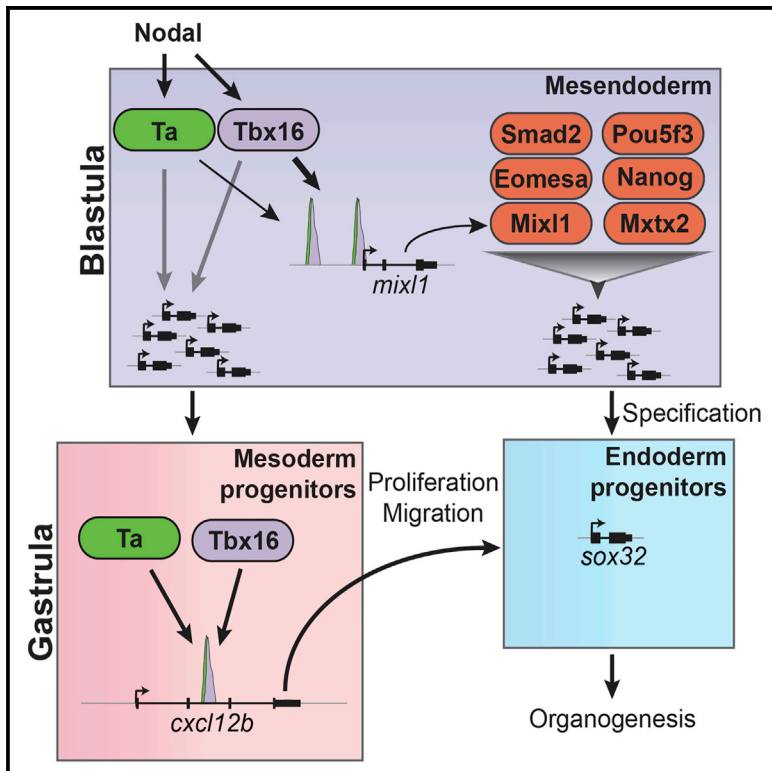 Nodal
Mesendoderm
Blastula
Ta
Tbx16
Smad2
Pou5f3
Eomesa
Nanog
Mixl1
Mxtx2
mixl1
Specification
Gastrula
Mesoderm
progenitors
Ta
Tbx16
cxcl12b
Proliferation
Migration
Endoderm
progenitors
sox32
Organogenesis